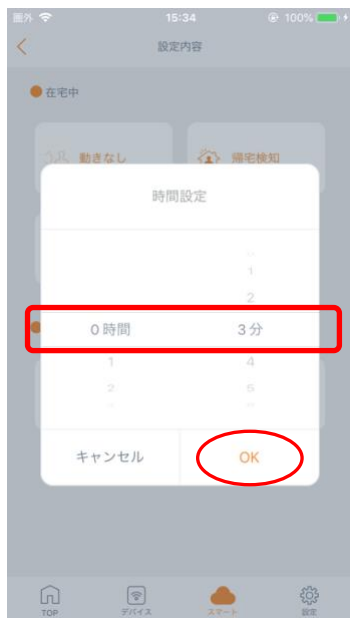 圏外 15:34 100%
設定内容
在宅中
動きなし 帰宅検知
時間設定
1
2
0 時間 3 分
1 4
2 5
キャンセル OK
TOP デバイス スマート 設定